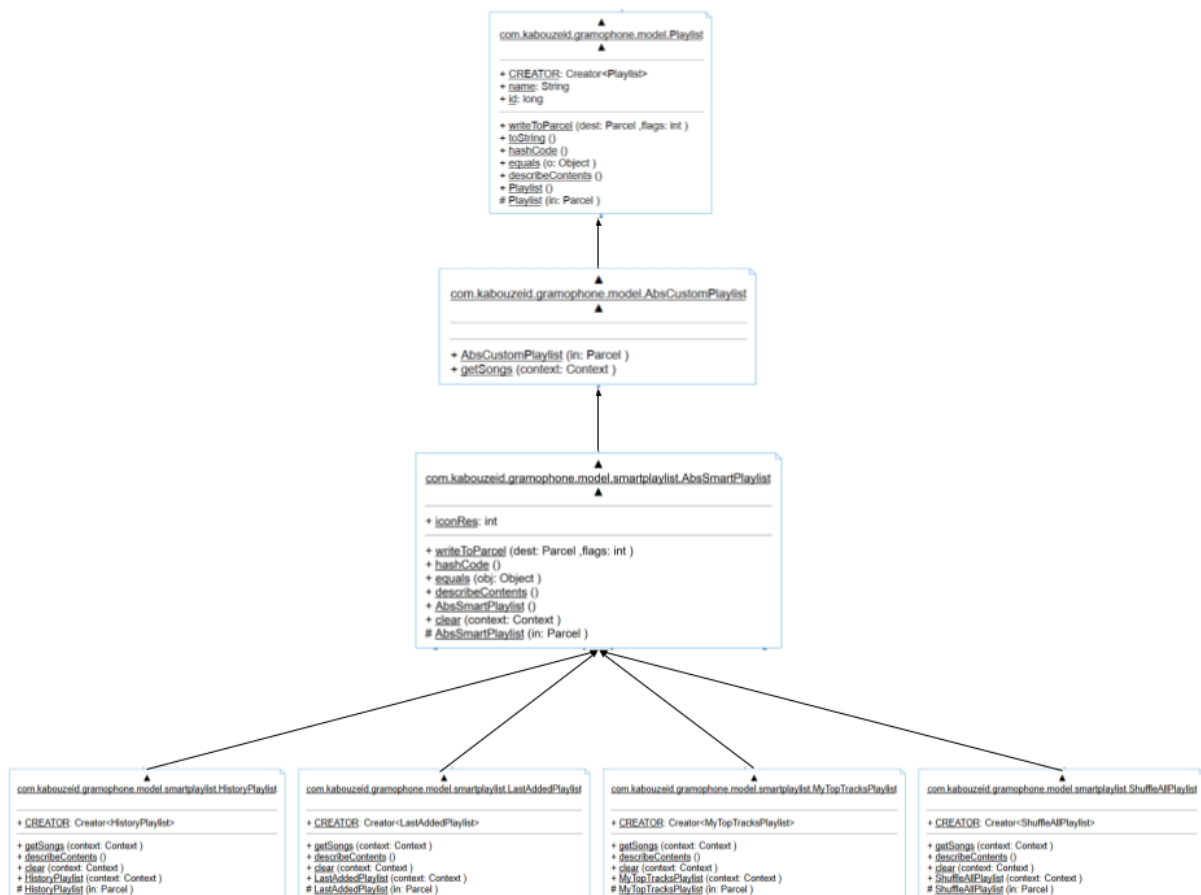 com.kabouzeid.gramophone.model.Playlist
+ CREATOR: Creator<Playlist>
+ name: String
+ id: long
+ writeToParcel (dest: Parcel ,flags: int )
+ toString ()
+ hashCode ()
+ equals (o: Object )
+ describeContents ()
+ Playlist ()
# Playlist (in: Parcel )
com.kabouzeid.gramophone.model.AbsCustomPlaylist
+ AbsCustomPlaylist (in: Parcel )
+ getSongs (context: Context )
com.kabouzeid.gramophone.model.smartplaylist.AbsSmartPlaylist
+ iconRes: int
+ writeToParcel (dest: Parcel ,flags: int )
+ hashCode ()
+ equals (obj: Object )
+ describeContents ()
+ AbsSmartPlaylist ()
+ clear (context: Context )
# AbsSmartPlaylist (in: Parcel )
com.kabouzeid.gramophone.model.smartplaylist.HistoryPlaylist
+ CREATOR: Creator<HistoryPlaylist>
+ getSongs (context: Context )
+ describeContents ()
+ clear (context: Context )
+ HistoryPlaylist (context: Context )
# HistoryPlaylist (in: Parcel )
com.kabouzeid.gramophone.model.smartplaylist.LastAddedPlaylist
+ CREATOR: Creator<LastAddedPlaylist>
+ getSongs (context: Context )
+ describeContents ()
+ clear (context: Context )
+ LastAddedPlaylist (context: Context )
# LastAddedPlaylist (in: Parcel )
com.kabouzeid.gramophone.model.smartplaylist.MyTopTracksPlaylist
+ CREATOR: Creator<MyTopTracksPlaylist>
+ getSongs (context: Context )
+ describeContents ()
+ clear (context: Context )
+ MyTopTracksPlaylist (context: Context )
# MyTopTracksPlaylist (in: Parcel )
com.kabouzeid.gramophone.model.smartplaylist.ShuffleAllPlaylist
+ CREATOR: Creator<ShuffleAllPlaylist>
+ getSongs (context: Context )
+ describeContents ()
+ clear (context: Context )
+ ShuffleAllPlaylist (context: Context )
# ShuffleAllPlaylist (in: Parcel )